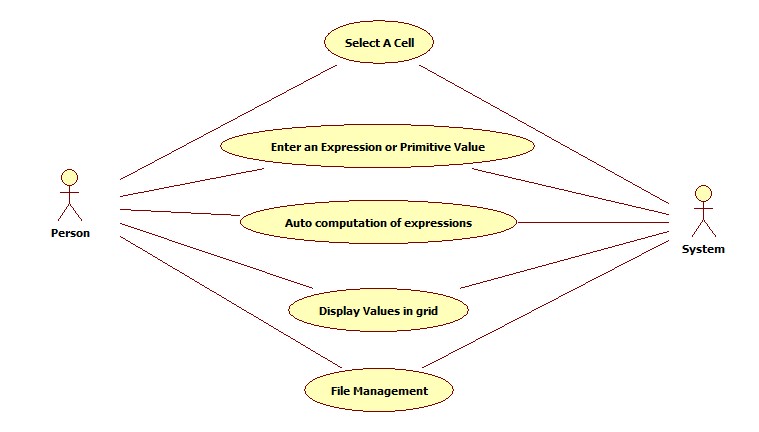 Select A Cell
Enter an Expression or Primitive Value
Auto computation of expressions
Person
System
Display Values in grid
File Management